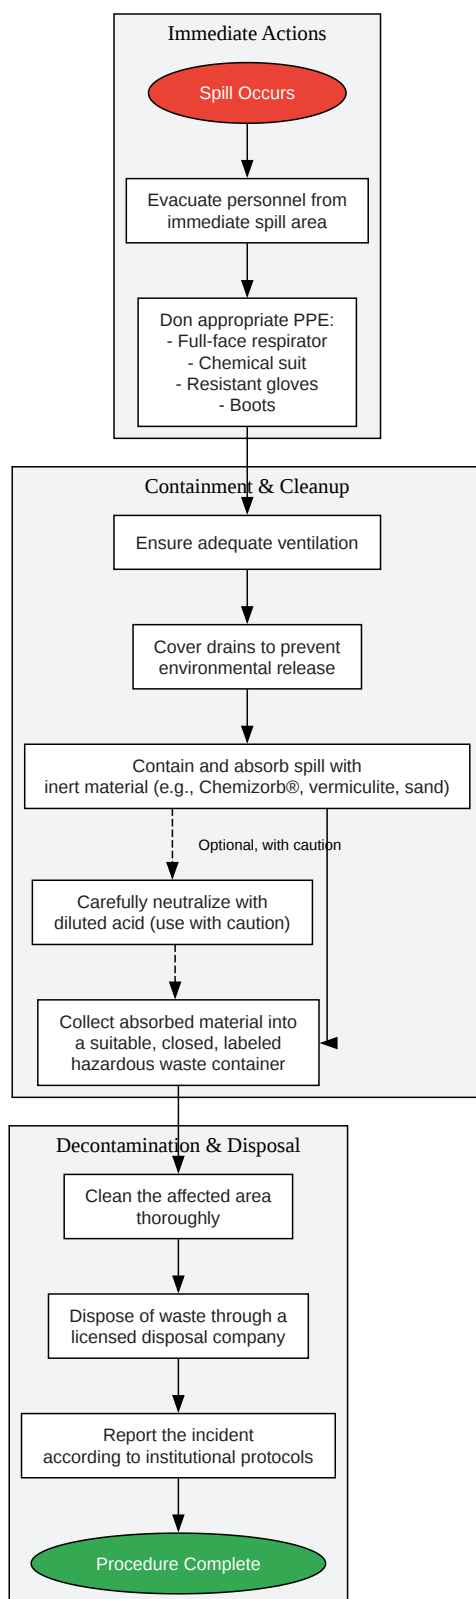 Immediate Actions
Spill Occurs
Evacuate personnel from
immediate spill area
Don appropriate PPE:
- Full-face respirator
- Chemical suit
- Resistant gloves
- Boots
Containment & Cleanup
Ensure adequate ventilation
Cover drains to prevent
environmental release
Contain and absorb spill with
inert material (e.g., Chemizorb®, vermiculite, sand)
Optional, with caution
Carefully neutralize with
diluted acid (use with caution)
Collect absorbed material into
a suitable, closed, labeled
hazardous waste container
Decontamination & Disposal
Clean the affected area
thoroughly
Dispose of waste through a
licensed disposal company
Report the incident
according to institutional protocols
Procedure Complete